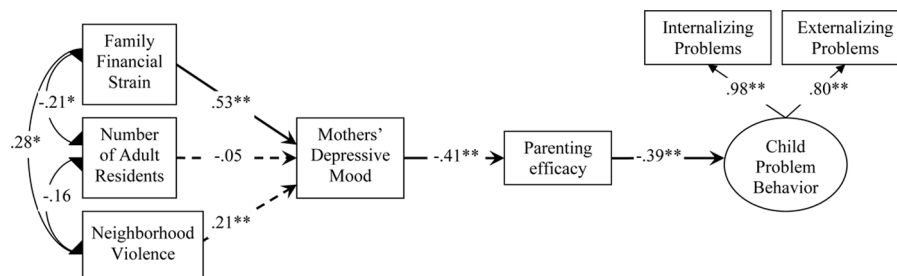 Family
Financial
Strain
Number
of Adult
Residents
Neighborhood
Violence
-.21*
.28*
-.16
.53**
-.05
.21**
Mothers'
Depressive
Mood
-.41**
Parenting
efficacy
-.39**
Child
Problem
Behavior
.98**
.80**
Internalizing
Problems
Externalizing
Problems